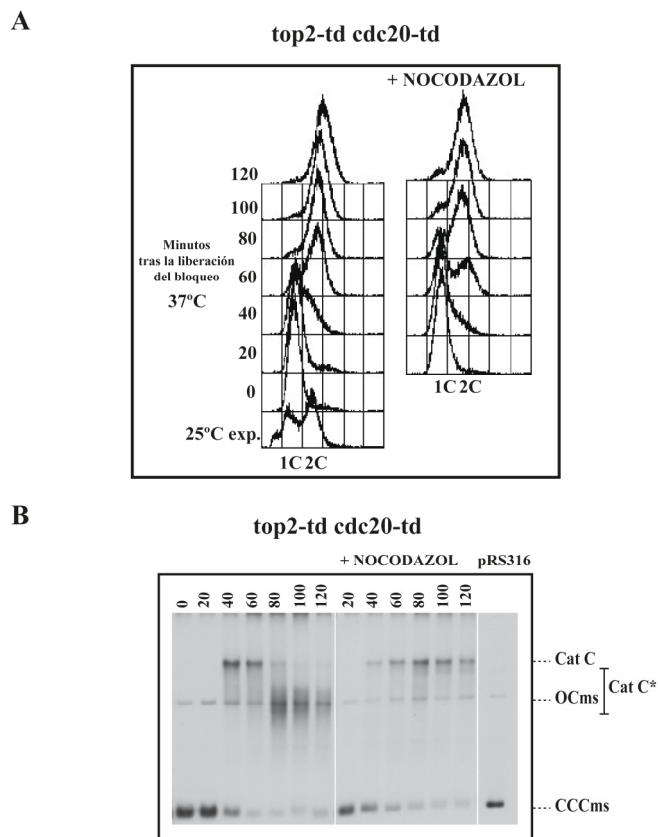 A
top2-td cdc20-td
+ NOCODAZOL
120
100
80
60
40
20
0
25ºC exp.
Minutos
tras la liberación
del bloqueo
37ºC
1C 2C
1C 2C
B
top2-td cdc20-td
+ NOCODAZOL
pRS316
0 20 40 60 80 100 120
20 40 60 80 100 120
Cat C
Cat C*
OCms
CCCms